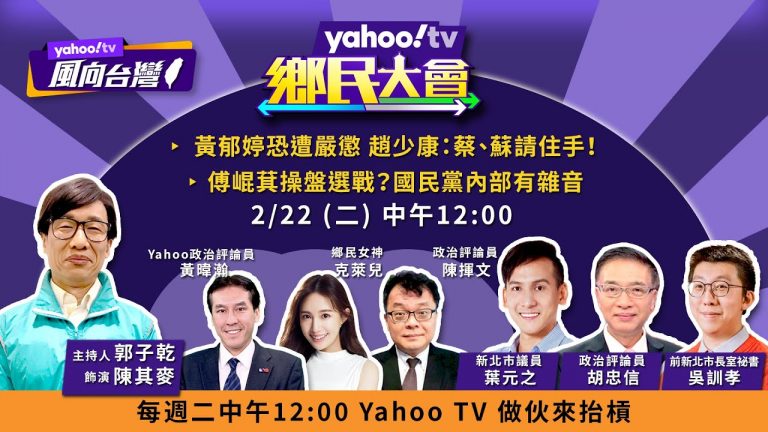 yahoo!tv
風向台灣
yahoo!tv
鄉民大會
▸ 黃郁婷恐遭嚴懲 趙少康：蔡、蘇請住手！
▸ 傅崐萁操盤選戰？國民黨內部有雜音
2/22 (二) 中午12:00
Yahoo政治評論員
黃暐瀚
鄉民女神
克萊兒
政治評論員
陳揮文
主持人 郭子乾
飾演 陳其麥
新北市議員
葉元之
政治評論員
胡忠信
前新北市長室祕書
吳訓孝
每週二中午12:00 Yahoo TV 做伙來抬槓